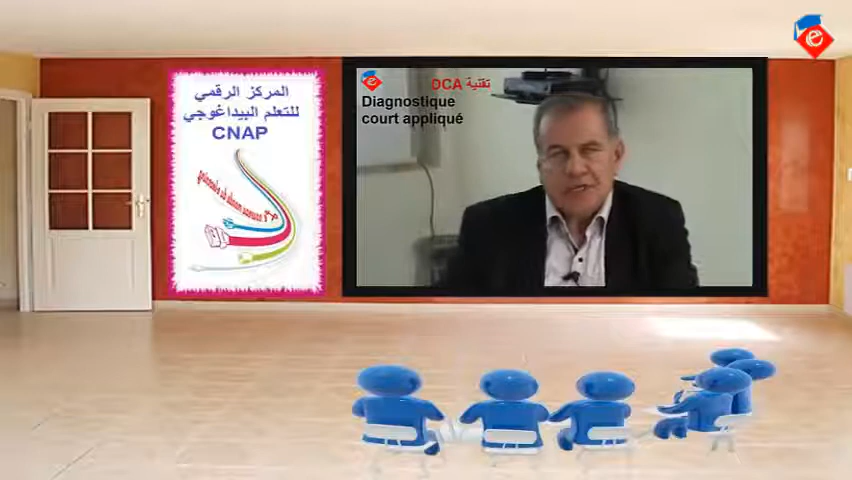 المركز الرقمي
للتعلم البيداغوجي
CNAP
تقنية DCA
Diagnostique
court appliqué
e